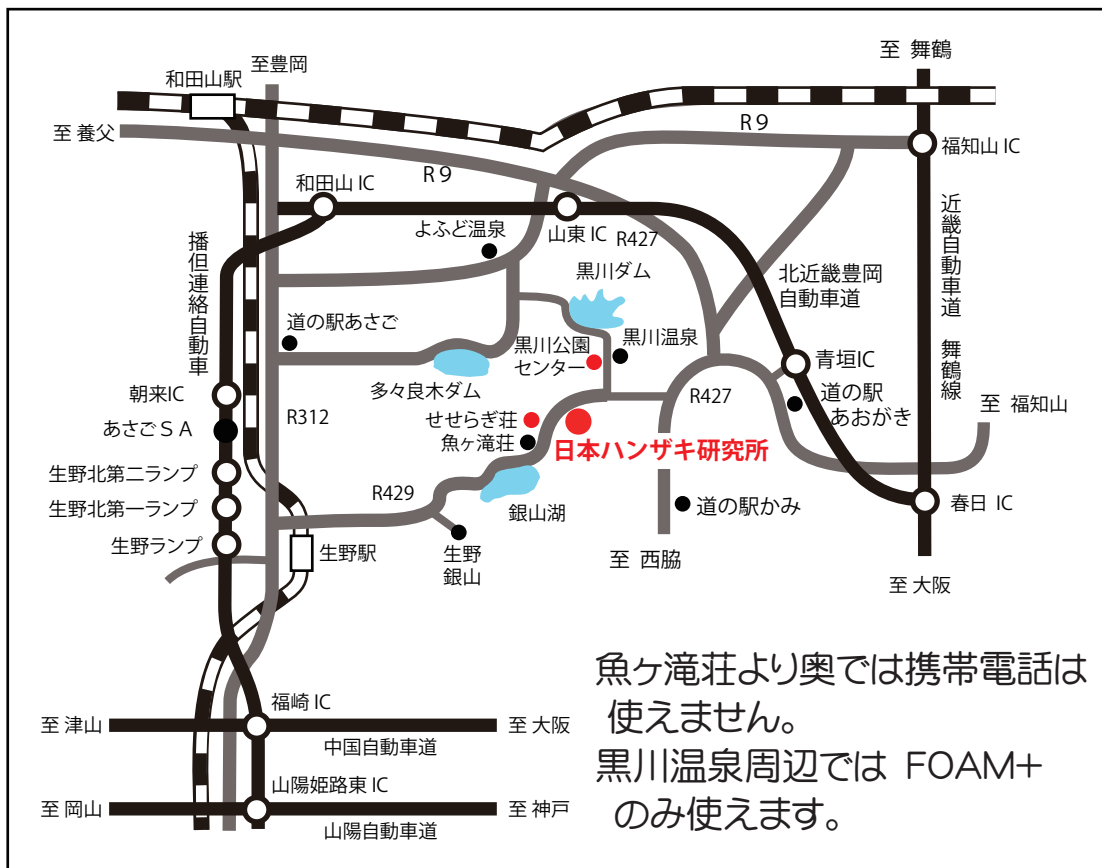 至 舞鶴
至豊岡
和田山駅
至 養父
R 9
R 9
福知山 IC
和田山 IC
山東 IC
よふど温泉
R427
黒川ダム
播但連絡自動車
近畿自動車道 舞鶴線
北近畿豊岡
自動車道
道の駅あさご
黒川公園
センター
黒川温泉
青垣IC
多々良木ダム
朝来IC
R312
R427
道の駅
あおがき
至 福知山
あさごＳＡ
せせらぎ荘
魚ヶ滝荘
日本ハンザキ研究所
生野北第二ランプ
R429
生野北第一ランプ
銀山湖
道の駅かみ
春日 IC
生野ランプ
生野駅
生野
銀山
至 西脇
至 大阪
魚ヶ滝荘より奥では携帯電話は
使えません。
黒川温泉周辺では FOAM+
のみ使えます。
福崎 IC
至 津山
至 大阪
中国自動車道
山陽姫路東 IC
至 岡山
至 神戸
山陽自動車道